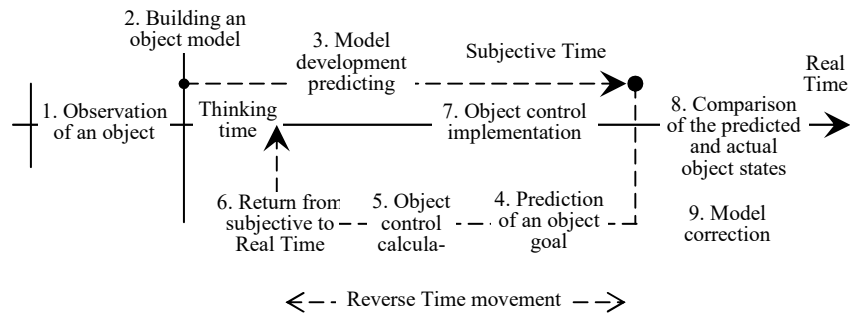 2. Building an
object model
3. Model
development
predicting
Subjective Time
Real
Time
1. Observation
of an object
Thinking
time
7. Object control
implementation
8. Comparison
of the predicted
and actual
object states
6. Return from
subjective to
Real Time
5. Object
control
calcula-
4. Prediction
of an object
goal
9. Model
correction
Reverse Time movement